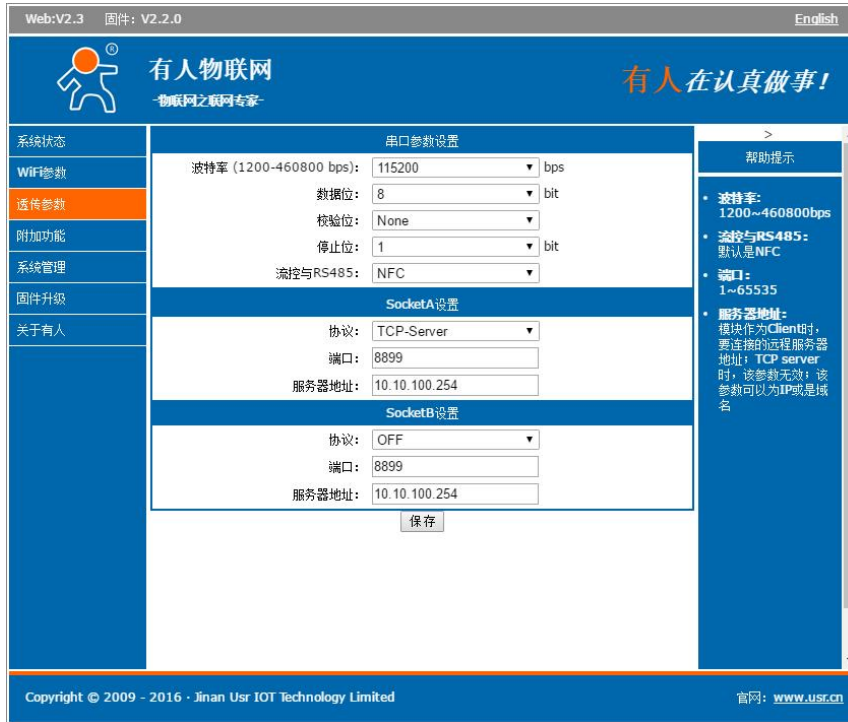 Web:V2.3 固件: V2.2.0 English
®
有人物联网
-物联网之联网专家-
有人在认真做事!
系统状态
WiFi参数
透传参数
附加功能
系统管理
固件升级
关于有人
串口参数设置
波特率 (1200-460800 bps): 115200 bps
数据位: 8 bit
校验位: None
停止位: 1 bit
流控与RS485: NFC
SocketA设置
协议: TCP-Server
端口: 8899
服务器地址: 10.10.100.254
SocketB设置
协议: OFF
端口: 8899
服务器地址: 10.10.100.254
保存
>
帮助提示
• 波特率:
1200~460800bps
• 流控与RS485:
默认是NFC
• 端口:
1~65535
• 服务器地址:
模块作为Client时，
要连接的远程服务器
地址；TCP server
时，该参数无效；该
参数可以为IP或是域
名
Copyright © 2009 - 2016 · Jinan Usr IOT Technology Limited 官网: www.usr.cn